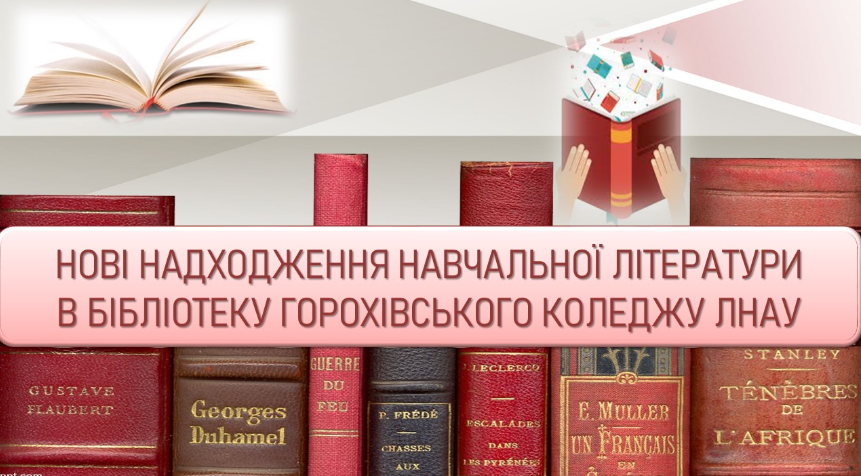 НОВІ НАДХОДЖЕННЯ НАВЧАЛЬНОЇ ЛІТЕРАТУРИ
В БІБЛІОТЕКУ ГОРОХІВСЬКОГО КОЛЕДЖУ ЛНАУ
GUSTAVE
FLAUBERT
Georges
Duhamel
GUERRE
DU
FEU
P. FRÉDÉ
CHASSES
AUX
J. LECLERCQ
ESCALADES
DANS
LES PYRÉNÉES
E. MULLER
UN FRANÇAIS
EN
STANLEY
TÉNÈBRES
DE
L'AFRIQUE